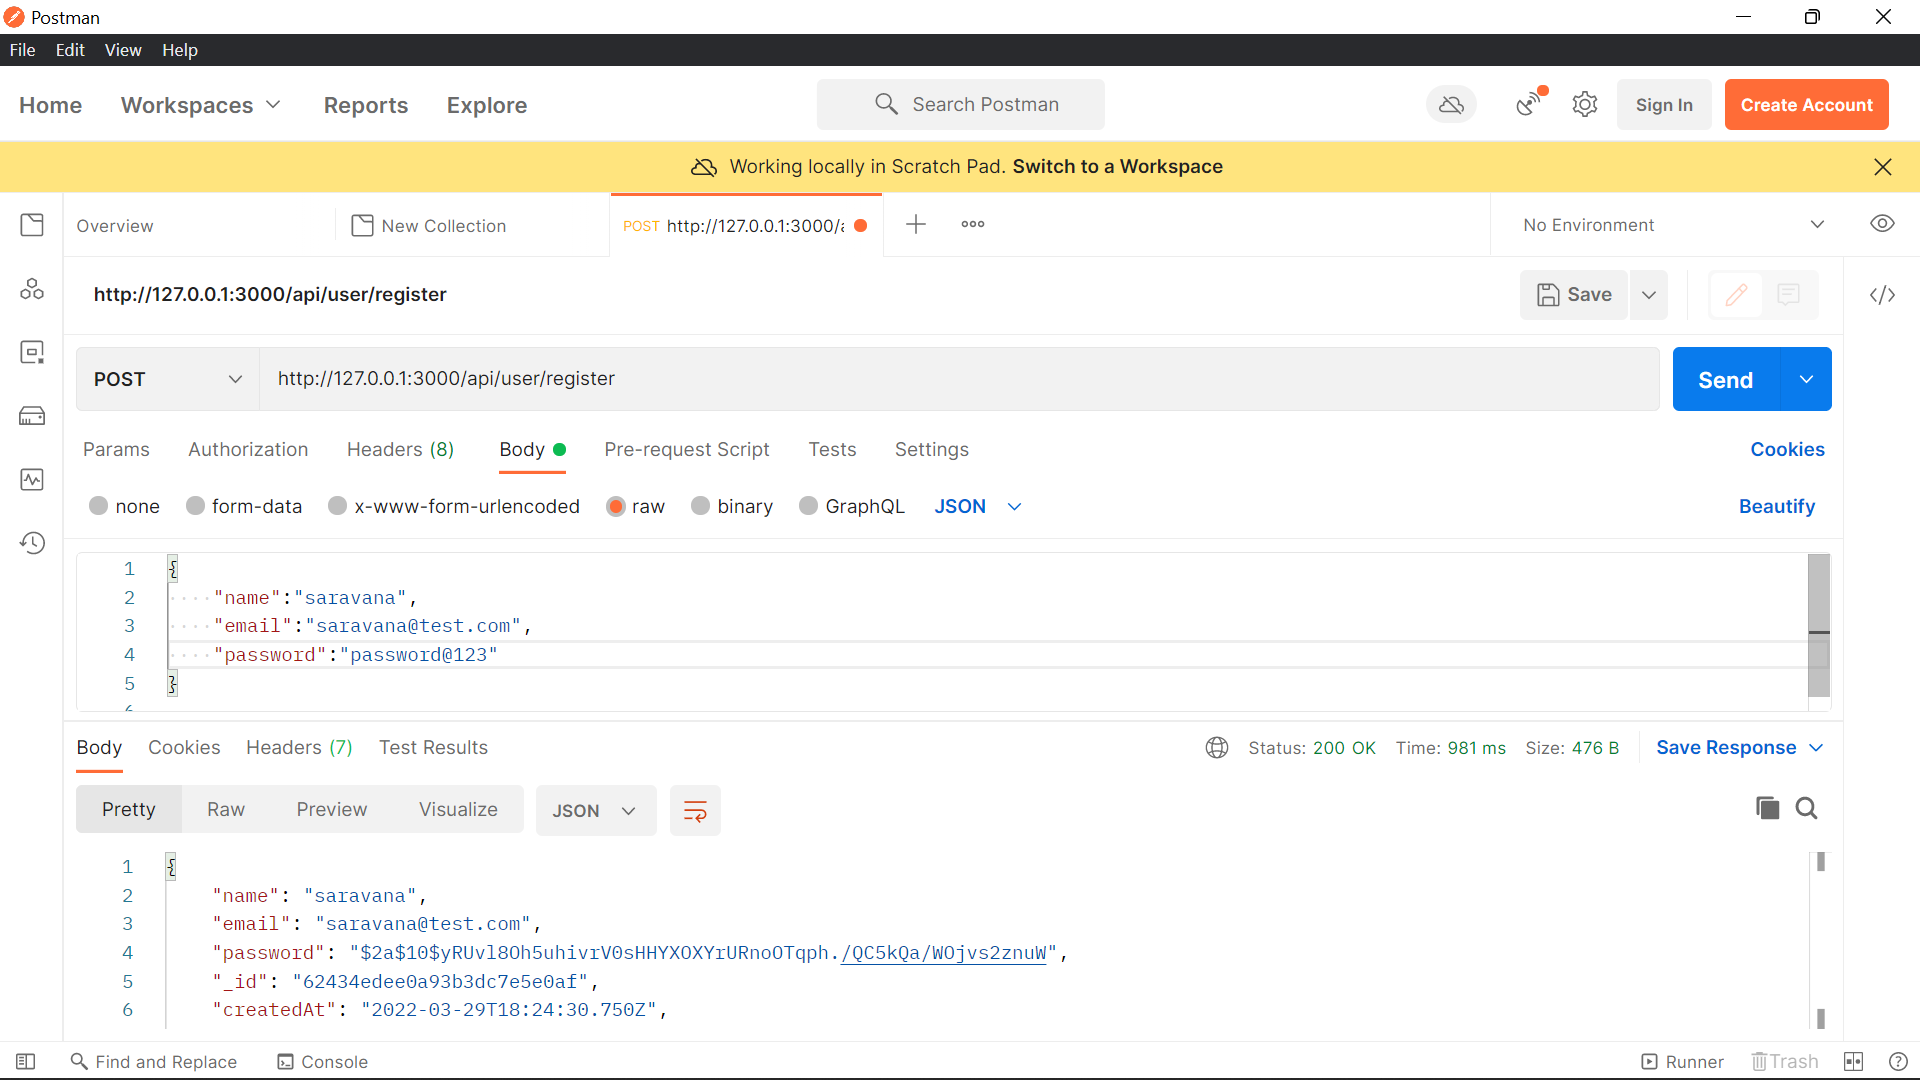 Postman
File Edit View Help
Home Workspaces Reports Explore Search Postman Sign In Create Account
Working locally in Scratch Pad. Switch to a Workspace
Overview New Collection POST http://127.0.0.1:3000/a No Environment
http://127.0.0.1:3000/api/user/register Save
POST http://127.0.0.1:3000/api/user/register Send
Params Authorization Headers (8) Body Pre-request Script Tests Settings Cookies
none form-data x-www-form-urlencoded raw binary GraphQL JSON Beautify
1 {
2 "name":"saravana",
3 "email":"saravana@test.com",
4 "password":"password@123"
5 }
6
Body Cookies Headers (7) Test Results Status: 200 OK Time: 981 ms Size: 476 B Save Response
Pretty Raw Preview Visualize JSON
1 {
2 "name": "saravana",
3 "email": "saravana@test.com",
4 "password": "$2a$10$yRUvl8Oh5uhivrV0sHHYXOXYrURnoOTqph./QC5kQa/WOjvs2znuW",
5 "_id": "62434edee0a93b3dc7e5e0af",
6 "createdAt": "2022-03-29T18:24:30.750Z",
Find and Replace Console Runner Trash